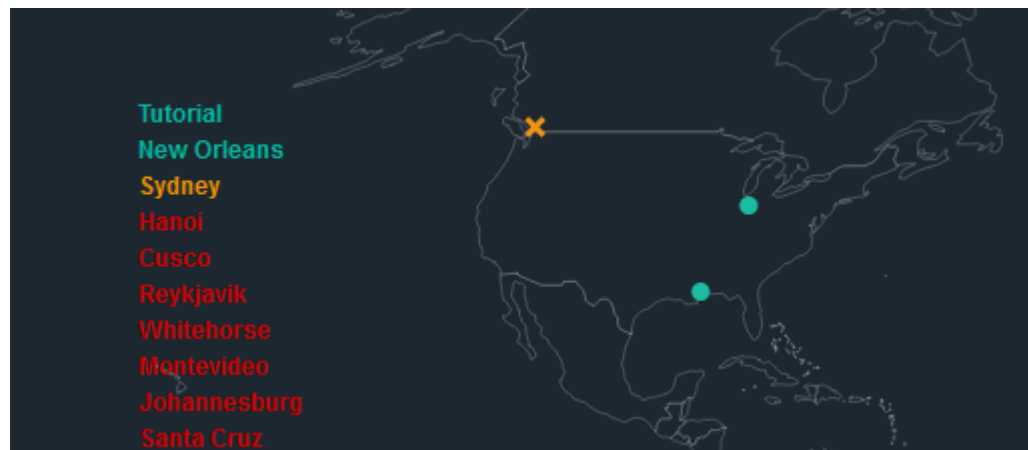 Tutorial
New Orleans
Sydney
Hanoi
Cusco
Reykjavik
Whitehorse
Montevideo
Johannesburg
Santa Cruz